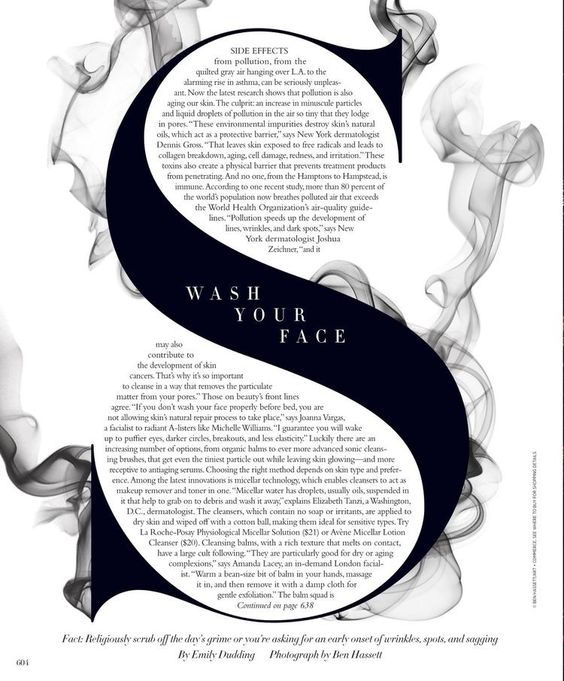 SIDE EFFECTS
from pollution, from the
quilted gray air hanging over L.A. to the
alarming rise in asthma, can be seriously unpleas-
ant. Now the latest research shows that pollution is also
aging our skin. The culprit: an increase in minuscule particles
and liquid droplets of pollution in the air so tiny that they lodge
in pores. “These environmental impurities destroy skin’s natural
oils, which act as a protective barrier,” says New York dermatologist
Dennis Gross. “That leaves skin exposed to free radicals and leads to
collagen breakdown, aging, cell damage, redness, and irritation.” These
toxins also create a physical barrier that prevents treatment products
from penetrating. And no one, from the Hamptons to Hampstead, is
immune. According to one recent study, more than 80 percent of
the world’s population now breathes polluted air that exceeds
the World Health Organization’s air-quality guide-
lines. “Pollution speeds up the development of
lines, wrinkles, and dark spots,” says New
York dermatologist Joshua
Zeichner, “and it
WASH
YOUR
FACE
may also
contribute to
the development of skin
cancers. That’s why it’s so important
to cleanse in a way that removes the particulate
matter from your pores.” Those on beauty’s front lines
agree. “If you don’t wash your face properly before bed, you are
not allowing skin’s natural repair process to take place,” says Joanna Vargas,
a facialist to radiant A-listers like Michelle Williams. “I guarantee you will wake
up to puffier eyes, darker circles, breakouts, and less elasticity.” Luckily there are an
increasing number of options, from organic balms to ever more advanced sonic cleans-
ing brushes, that get even the tiniest particle out while leaving skin glowing—and more
receptive to antiaging serums. Choosing the right method depends on skin type and prefer-
ence. Among the latest innovations is micellar technology, which enables cleansers to act as
makeup remover and toner in one. “Micellar water has droplets, usually oils, suspended in
it that help to grab on to debris and wash it away,” explains Elizabeth Tanzi, a Washington,
D.C., dermatologist. The cleansers, which contain no soap or irritants, are applied to
dry skin and wiped off with a cotton ball, making them ideal for sensitive types. Try
La Roche-Posay Physiological Micellar Solution ($21) or Avène Micellar Lotion
Cleanser ($20). Cleansing balms, with a rich texture that melts on contact,
have a large cult following. “They are particularly good for dry or aging
complexions,” says Amanda Lacey, an in-demand London facial-
ist. “Warm a bean-size bit of balm in your hands, massage
it in, and then remove it with a damp cloth for
gentle exfoliation.” The balm squad is
Continued on page 638
Fact: Religiously scrub off the day’s grime or you’re asking for an early onset of wrinkles, spots, and sagging
By Emily Dudding Photograph by Ben Hassett
604